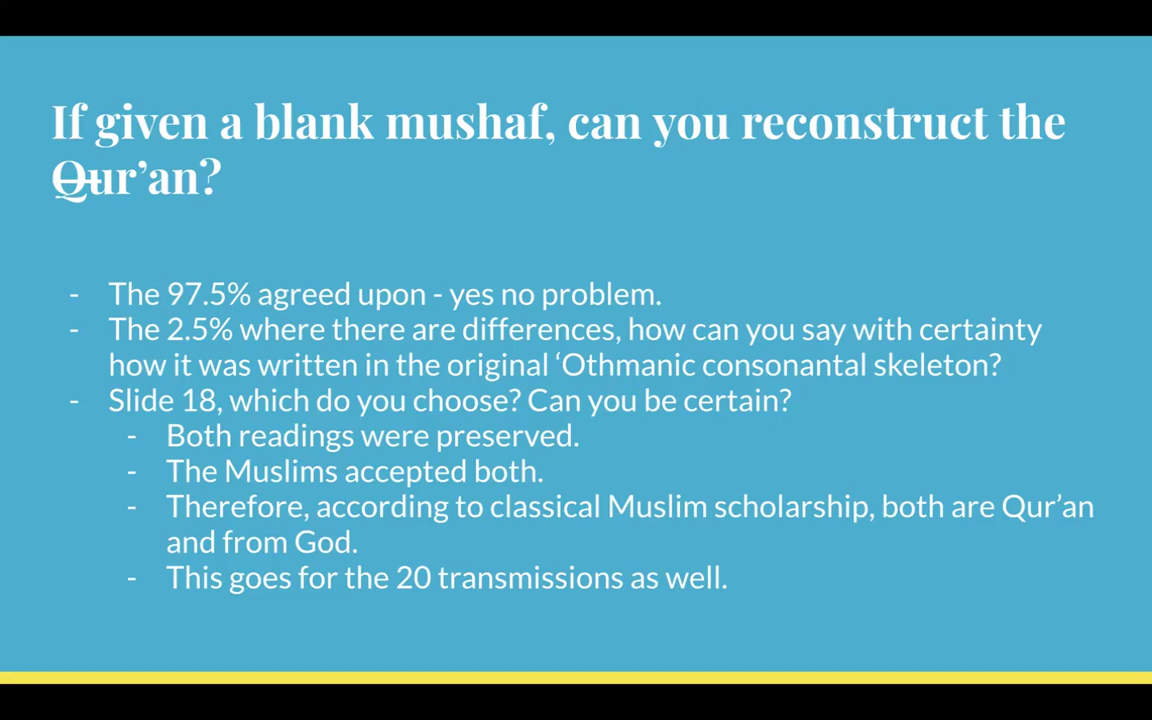 If given a blank mushaf, can you reconstruct the
Qur’an?
- The 97.5% agreed upon - yes no problem.
- The 2.5% where there are differences, how can you say with certainty
how it was written in the original ‘Othmanic consonantal skeleton?
- Slide 18, which do you choose? Can you be certain?
- Both readings were preserved.
- The Muslims accepted both.
- Therefore, according to classical Muslim scholarship, both are Qur’an
and from God.
- This goes for the 20 transmissions as well.